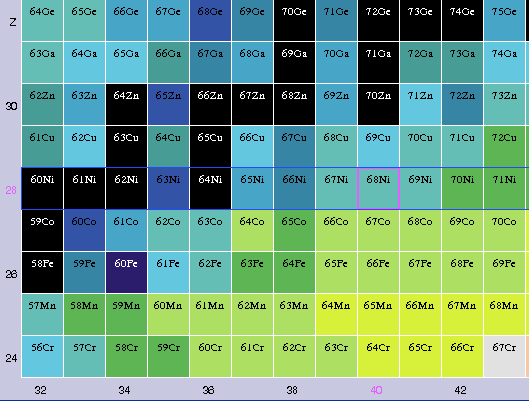 Z 64Ge 65Ge 66Ge 67Ge 68Ge 69Ge 70Ge 71Ge 72Ge 73Ge 74Ge 75Ge
63Ga 64Ga 65Ga 66Ga 67Ga 68Ga 69Ga 70Ga 71Ga 72Ga 73Ga 74Ga
30 62Zn 63Zn 64Zn 65Zn 66Zn 67Zn 68Zn 69Zn 70Zn 71Zn 72Zn 73Zn
61Cu 62Cu 63Cu 64Cu 65Cu 66Cu 67Cu 68Cu 69Cu 70Cu 71Cu 72Cu
28 60Ni 61Ni 62Ni 63Ni 64Ni 65Ni 66Ni 67Ni 68Ni 69Ni 70Ni 71Ni
59Co 60Co 61Co 62Co 63Co 64Co 65Co 66Co 67Co 68Co 69Co 70Co
26 58Fe 59Fe 60Fe 61Fe 62Fe 63Fe 64Fe 65Fe 66Fe 67Fe 68Fe 69Fe
57Mn 58Mn 59Mn 60Mn 61Mn 62Mn 63Mn 64Mn 65Mn 66Mn 67Mn 68Mn
24 56Cr 57Cr 58Cr 59Cr 60Cr 61Cr 62Cr 63Cr 64Cr 65Cr 66Cr 67Cr
32 34 36 38 40 42